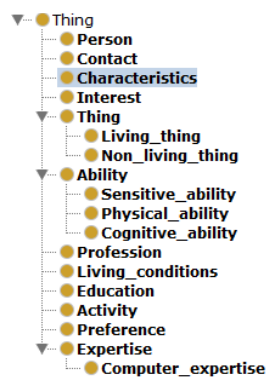 Thing
Person
Contact
Characteristics
Interest
Thing
Living_thing
Non_living_thing
Ability
Sensitive_ability
Physical_ability
Cognitive_ability
Profession
Living_conditions
Education
Activity
Preference
Expertise
Computer_expertise